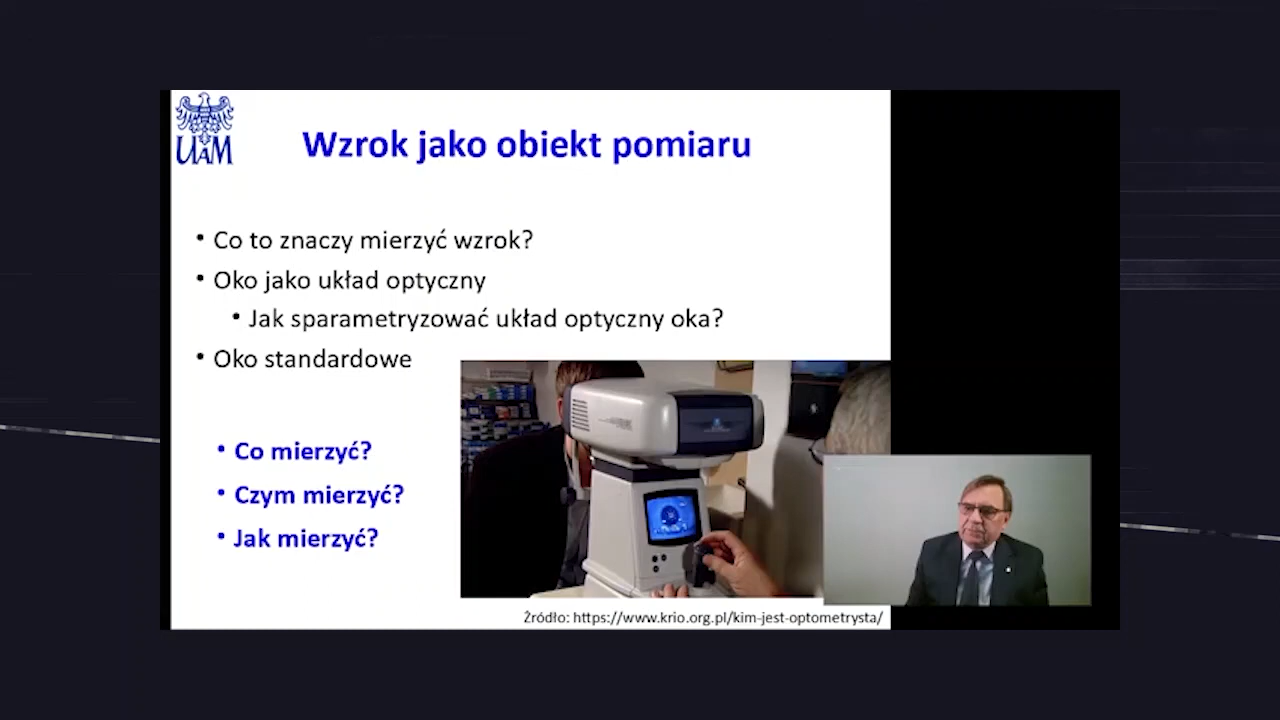 UAM
Wzrok jako obiekt pomiaru
• Co to znaczy mierzyć wzrok?
• Oko jako układ optyczny
• Jak sparametryzować układ optyczny oka?
• Oko standardowe
• Co mierzyć?
• Czym mierzyć?
• Jak mierzyć?
Źródło: https://www.krio.org.pl/kim-jest-optometrysta/